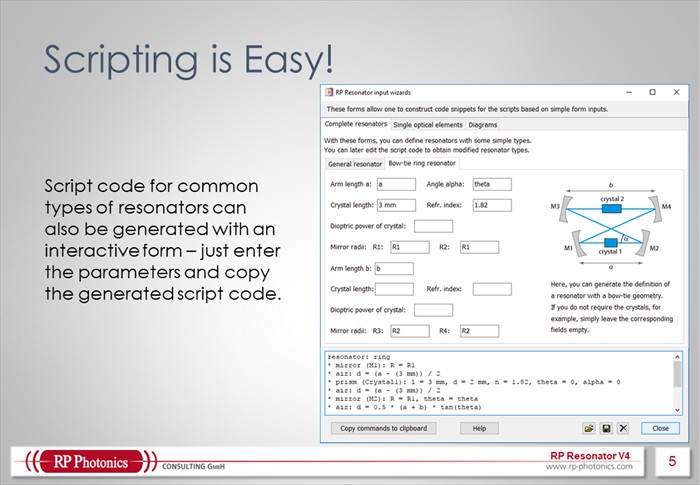 Scripting is Easy!
Script code for common
types of resonators can
also be generated with an
interactive form – just enter
the parameters and copy
the generated script code.
RP Resonator input wizards
These forms allow one to construct code snippets for the scripts based on simple form inputs.
Complete resonators Single optical elements Diagrams
With these forms, you can define resonators with some simple types.
You can later edit the script code to obtain modified resonator types.
General resonator Bow-tie ring resonator
Arm length a: a Angle alpha: theta
Crystal length: 3 mm Refr. index: 1.82
Dioptric power of crystal:
Mirror radii: R1: R1 R2: R1
Arm length b: b
Crystal length: Refr. index:
Dioptric power of crystal:
Mirror radii: R3: R2 R4: R2
b
crystal 2
M3 M4
α
M1 M2
crystal 1
a
Here, you can generate the definition of
a resonator with a bow-tie geometry.
If you do not require the crystals, for
example, simply leave the corresponding
fields empty.
resonator: ring
* mirror (M1): R = R1
* air: d = (a - (3 mm)) / 2
* prism (Crystal1): l = 3 mm, d = 2 mm, n = 1.82, theta = 0, alpha = 0
* air: d = (a - (3 mm)) / 2
* mirror (M2): R = R1, theta = theta
* air: d = 0.5 * (a + b) * tan(theta)
Copy commands to clipboard Help Close
RP Photonics CONSULTING GmbH
RP Resonator V4
www.rp-photonics.com
5